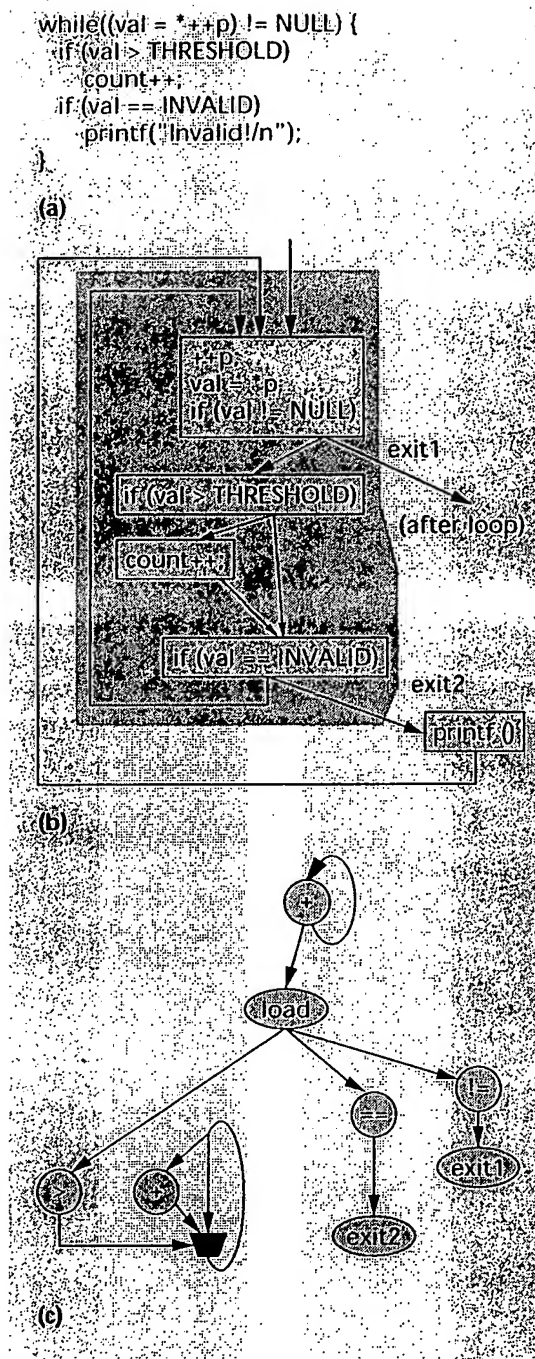 while((val = *++p) != NULL) {
if (val > THRESHOLD)
count++;
if (val == INVALID)
printf("Invalid!/n");
}
(a)
++p
val = *p
if (val != NULL)
exit1
if (val > THRESHOLD)
(after loop)
count++;
if (val == INVALID)
exit2
printf ()
(b)
+
load
!=
==
exit1
>
+
exit2
(c)